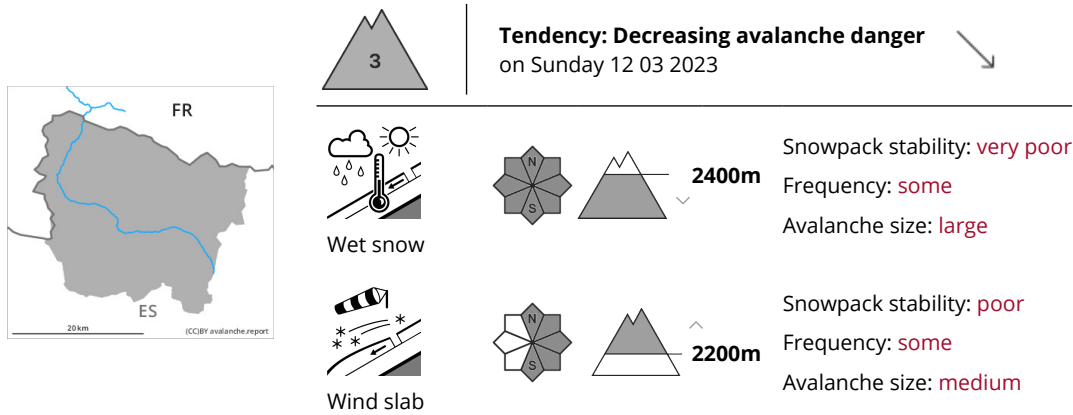 FR
ES
20 km
(CC)BY avalanche.report
3
Tendency: Decreasing avalanche danger
on Sunday 12 03 2023
Wet snow
N
S
2400m
Snowpack stability: very poor
Frequency: some
Avalanche size: large
Wind slab
N
S
2200m
Snowpack stability: poor
Frequency: some
Avalanche size: medium